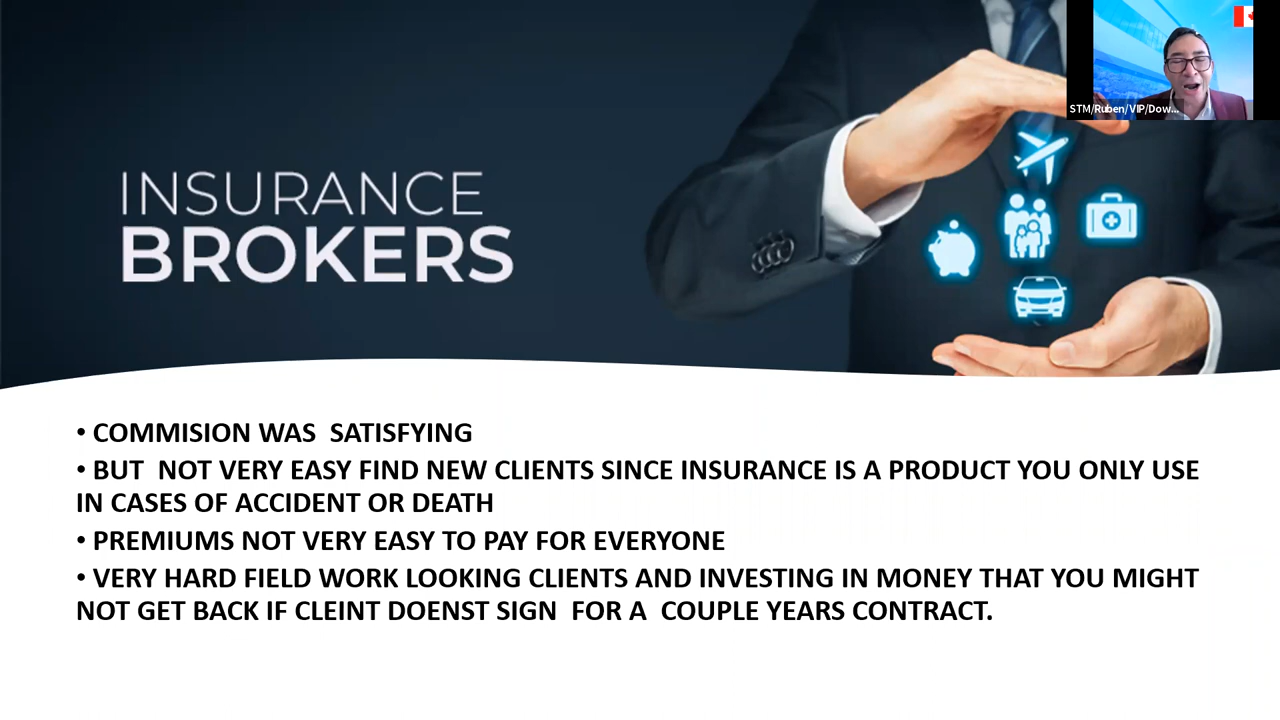 STM/Ruben/VIP/Dow...
INSURANCE
BROKERS
• COMMISION WAS  SATISFYING
• BUT  NOT VERY EASY FIND NEW CLIENTS SINCE INSURANCE IS A PRODUCT YOU ONLY USE
IN CASES OF ACCIDENT OR DEATH
• PREMIUMS NOT VERY EASY TO PAY FOR EVERYONE
• VERY HARD FIELD WORK LOOKING CLIENTS AND INVESTING IN MONEY THAT YOU MIGHT
NOT GET BACK IF CLEINT DOENST SIGN  FOR A  COUPLE YEARS CONTRACT.